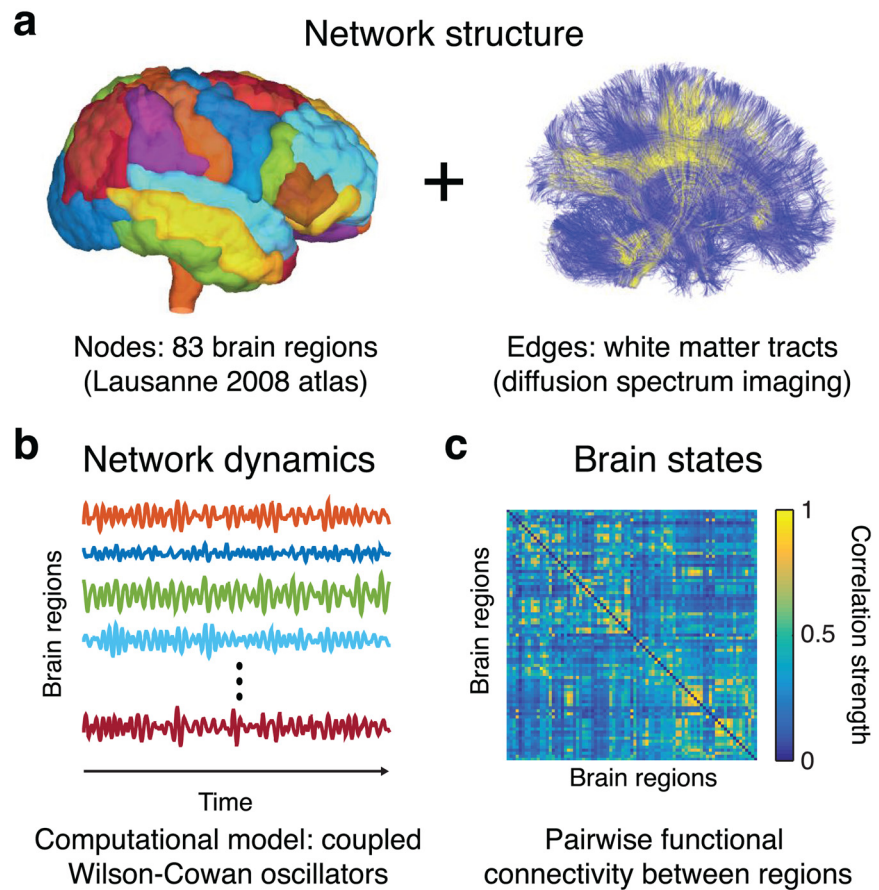 a
Network structure
+
Nodes: 83 brain regions
(Lausanne 2008 atlas)
Edges: white matter tracts
(diffusion spectrum imaging)
b
Network dynamics
Brain regions
Time
Computational model: coupled
Wilson-Cowan oscillators
c
Brain states
Brain regions
Brain regions
1
0.5
0
Correlation strength
Pairwise functional
connectivity between regions